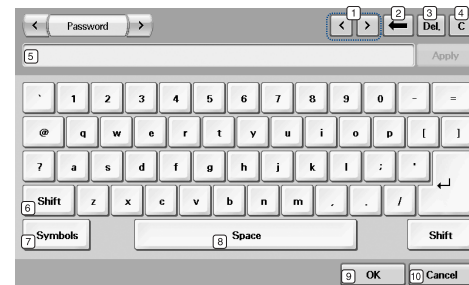 < Password > 1 < > 2 3 Del. 4 C
5 Apply
` 1 2 3 4 5 6 7 8 9 0 - =
@ q w e r t y u i o p [ ]
? a s d f g h j k l ; '
6 Shift z x c v b n m , . /
7 Symbols 8 Space Shift
9 OK 10 Cancel